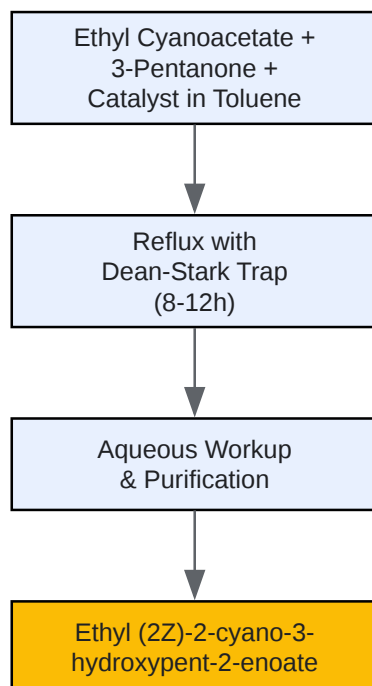 Ethyl Cyanoacetate +
3-Pentanone +
Catalyst in Toluene
Reflux with
Dean-Stark Trap
(8-12h)
Aqueous Workup
& Purification
Ethyl (2Z)-2-cyano-3-
hydroxypent-2-enoate